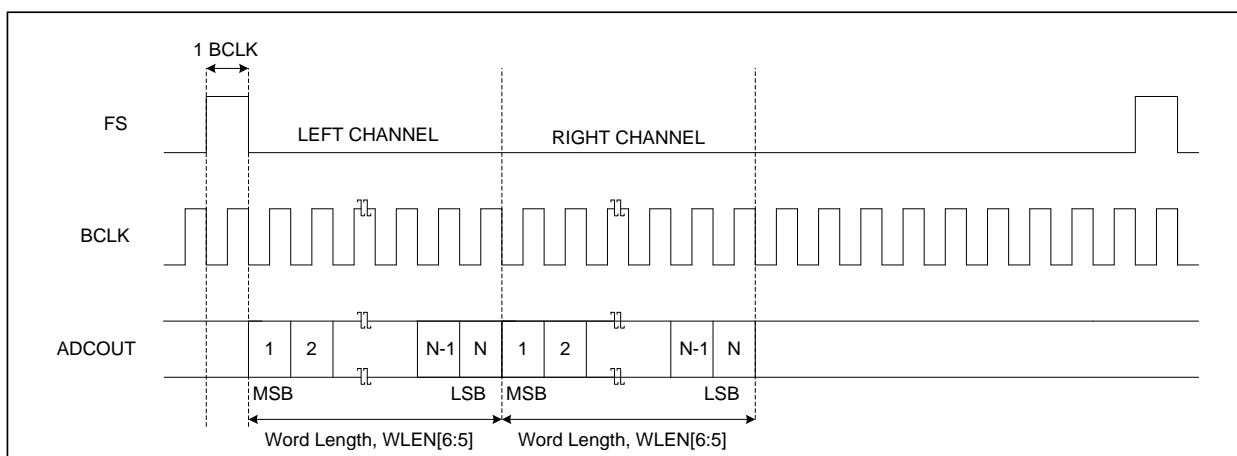 1 BCLK
FS
LEFT CHANNEL
RIGHT CHANNEL
BCLK
ADCOUT
1 2 N-1 N 1 2 N-1 N
MSB LSB MSB LSB
Word Length, WLEN[6:5] Word Length, WLEN[6:5]